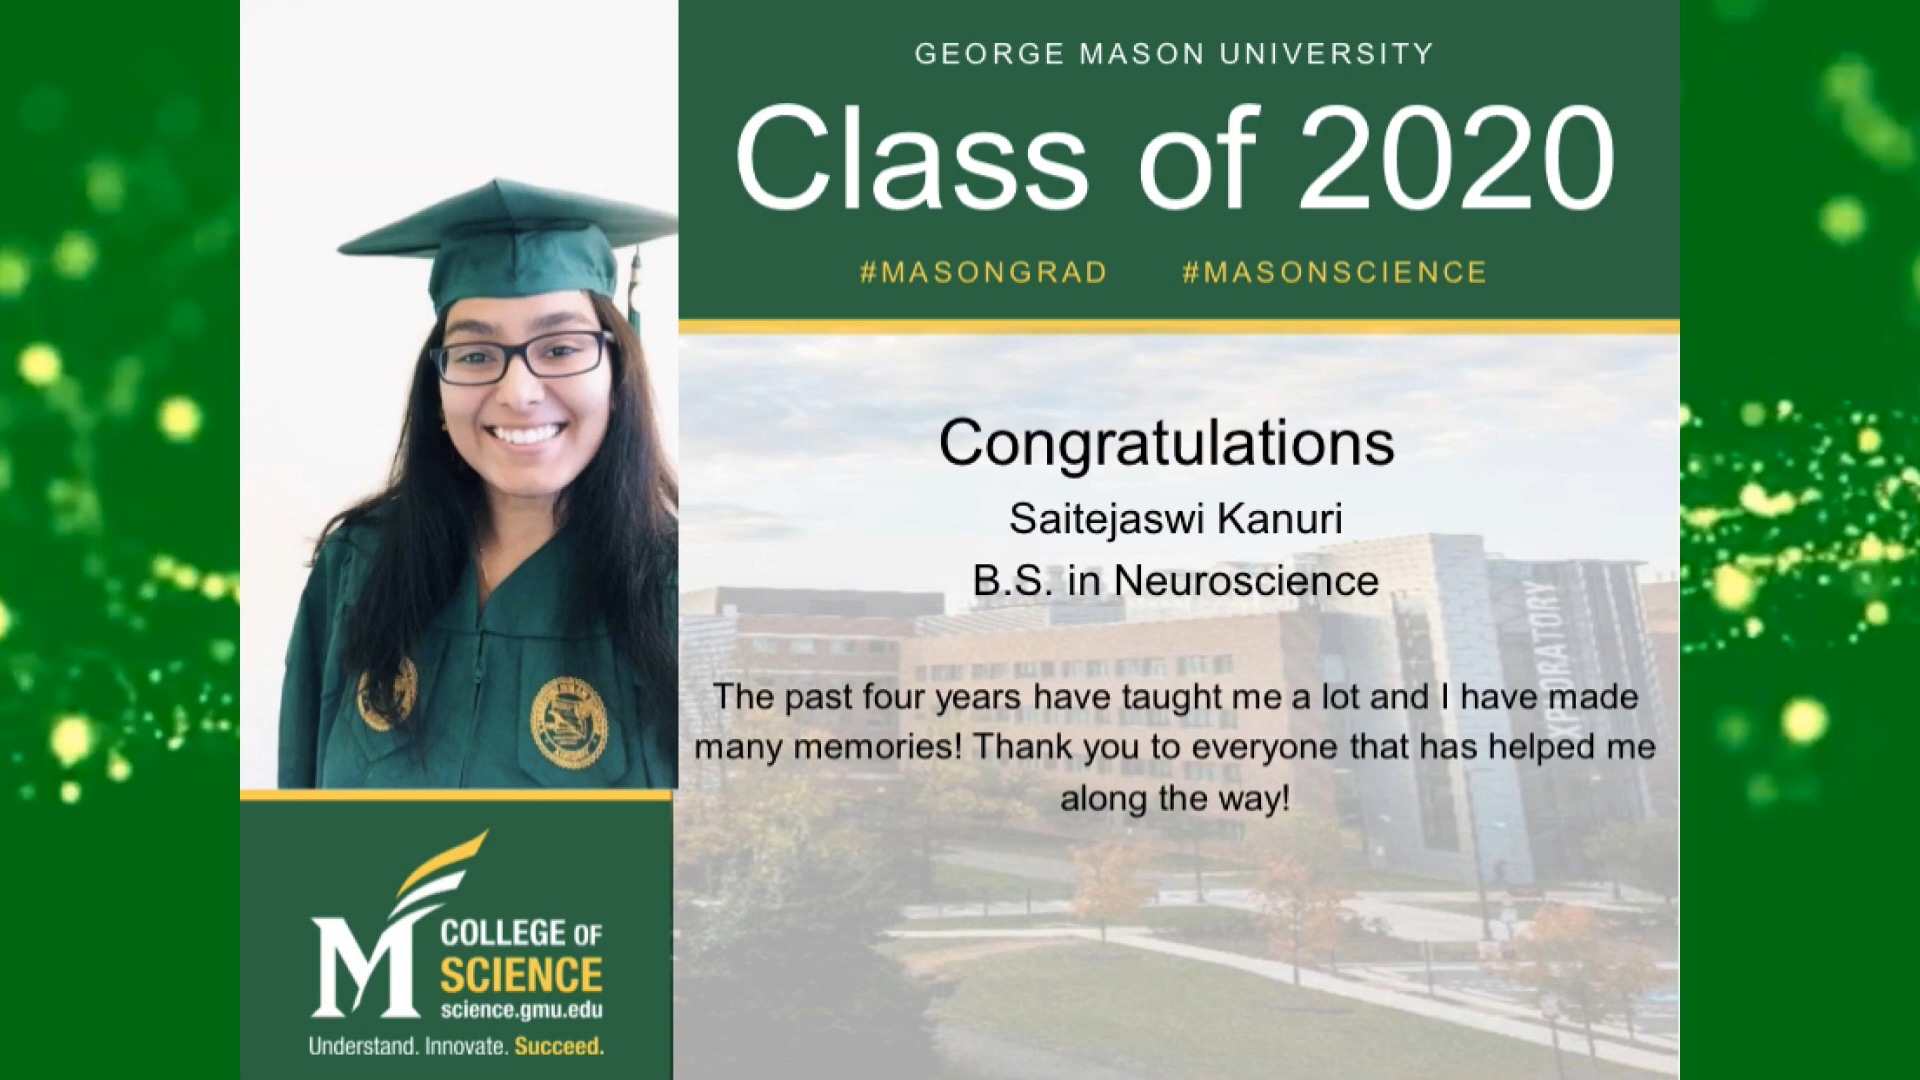 GEORGE MASON UNIVERSITY
Class of 2020
#MASONGRAD #MASONSCIENCE
Congratulations
Saitejaswi Kanuri
B.S. in Neuroscience
The past four years have taught me a lot and I have made
many memories! Thank you to everyone that has helped me
along the way!
EXPLORATORY
M
COLLEGE OF
SCIENCE
science.gmu.edu
Understand. Innovate. Succeed.